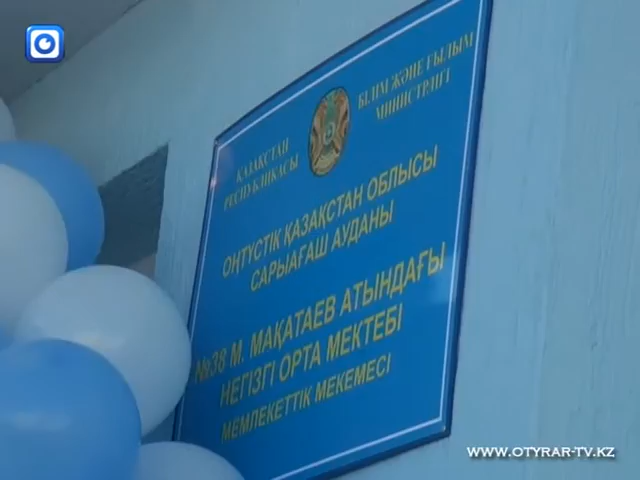 ҚАЗАҚСТАН
РЕСПУБЛИКАСЫ
БІЛІМ ЖӘНЕ ҒЫЛЫМ
МИНИСТРЛІГІ
ОҢТҮСТІК ҚАЗАҚСТАН ОБЛЫСЫ
САРЫАҒАШ АУДАНЫ
№38 М. МАҚАТАЕВ АТЫНДАҒЫ
НЕГІЗГІ ОРТА МЕКТЕБІ
МЕМЛЕКЕТТІК МЕКЕМЕСІ
WWW.OTYRAR-TV.KZ